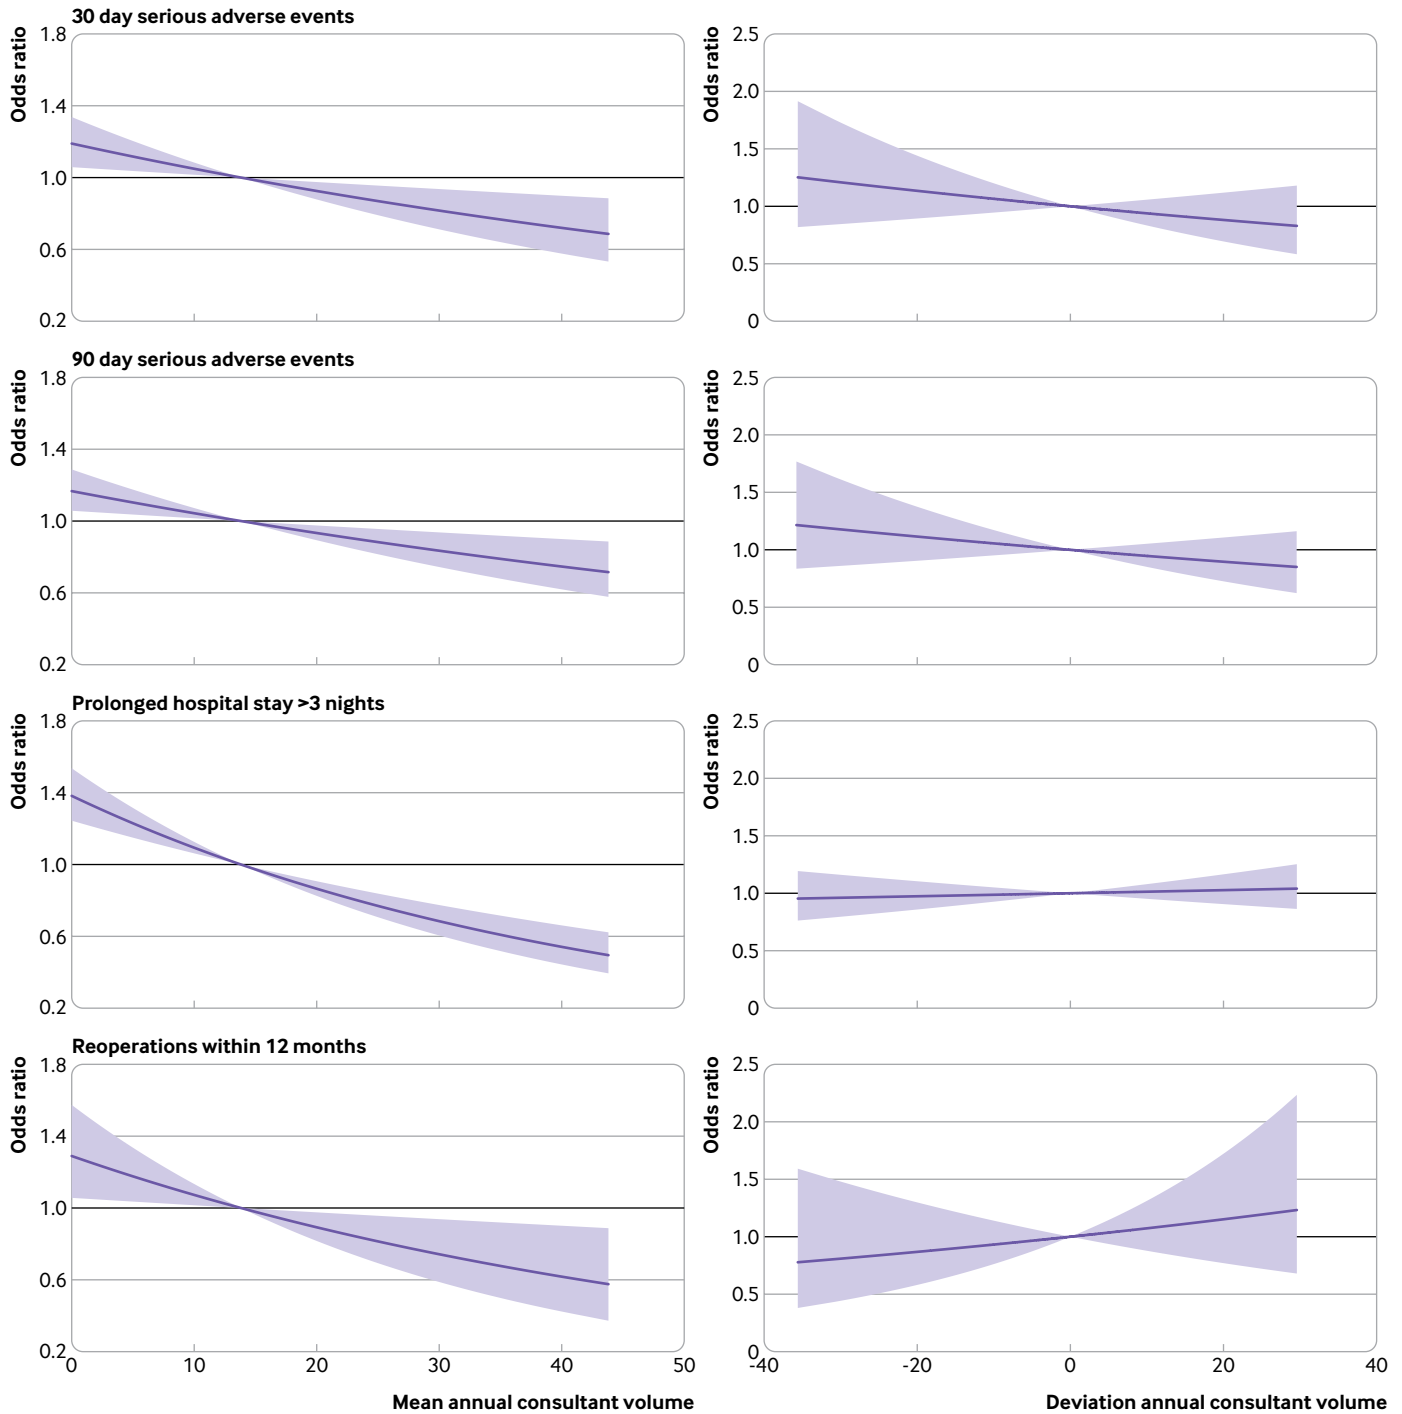 30 day serious adverse events
Odds ratio
1.8
1.4
1.0
0.6
0.2
Odds ratio
2.5
2.0
1.5
1.0
0.5
0
90 day serious adverse events
Odds ratio
1.8
1.4
1.0
0.6
0.2
Odds ratio
2.5
2.0
1.5
1.0
0.5
0
Prolonged hospital stay >3 nights
Odds ratio
1.8
1.4
1.0
0.6
0.2
Odds ratio
2.5
2.0
1.5
1.0
0.5
0
Reoperations within 12 months
Odds ratio
1.8
1.4
1.0
0.6
0.2
0 10 20 30 40 50
Mean annual consultant volume
Odds ratio
2.5
2.0
1.5
1.0
0.5
0
-40 -20 0 20 40
Deviation annual consultant volume